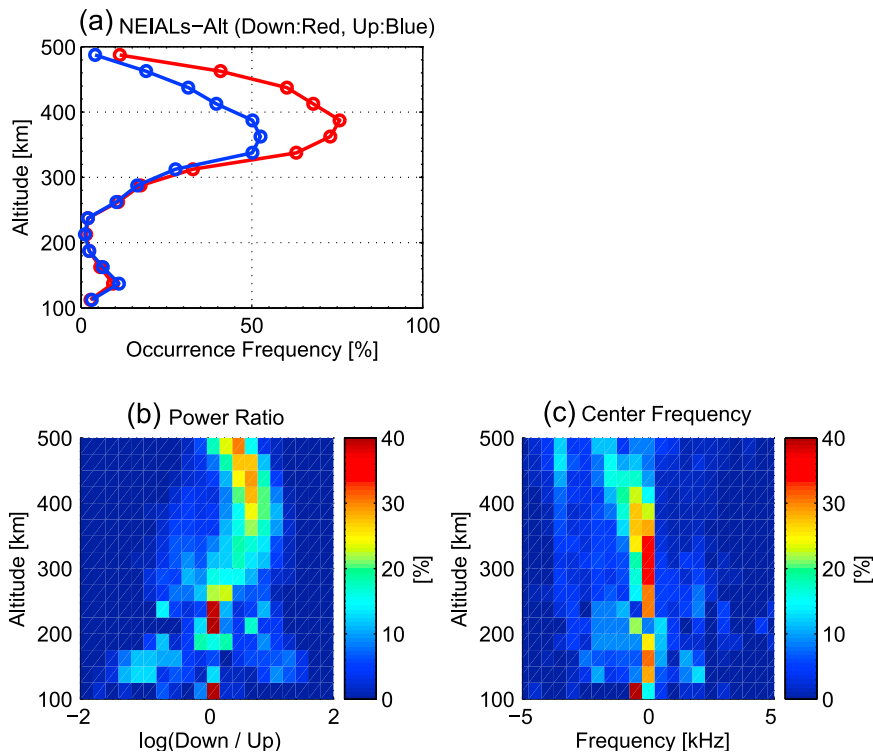 (a) NEIALs−Alt (Down:Red, Up:Blue)
500
400
300
200
100
Altitude [km]
0 50 100
Occurrence Frequency [%]
(b) Power Ratio
500
400
300
200
100
Altitude [km]
−2 0 2
log(Down / Up)
40
30
20
10
0
[%]
(c) Center Frequency
500
400
300
200
100
Altitude [km]
−5 0 5
Frequency [kHz]
40
30
20
10
0
[%]